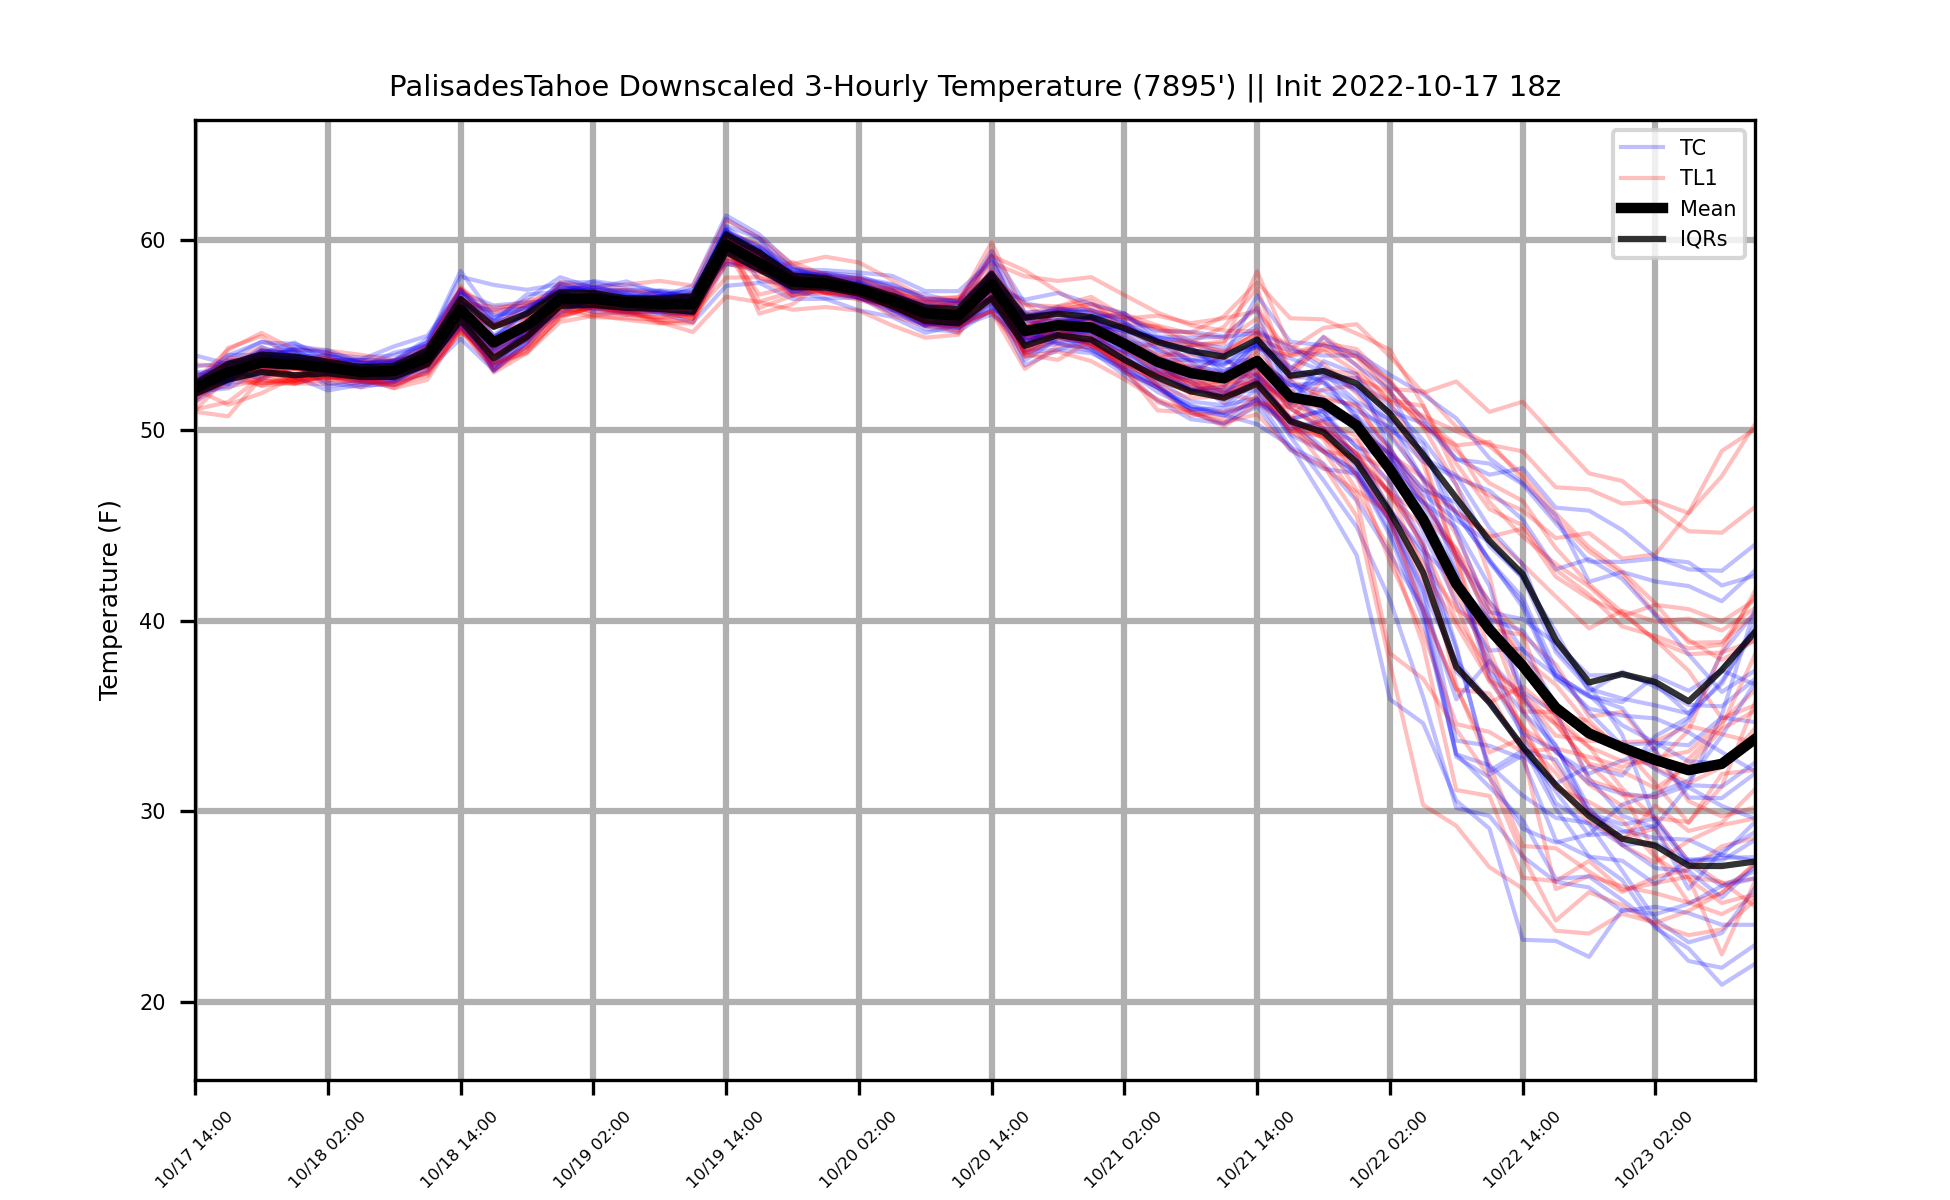 PalisadesTahoe Downscaled 3-Hourly Temperature (7895') || Init 2022-10-17 18z
TC
TL1
Mean
IQRs
Temperature (F)
60
50
40
30
20
10/17 14:00
10/18 02:00
10/18 14:00
10/19 02:00
10/19 14:00
10/20 02:00
10/20 14:00
10/21 02:00
10/21 14:00
10/22 02:00
10/22 14:00
10/23 02:00